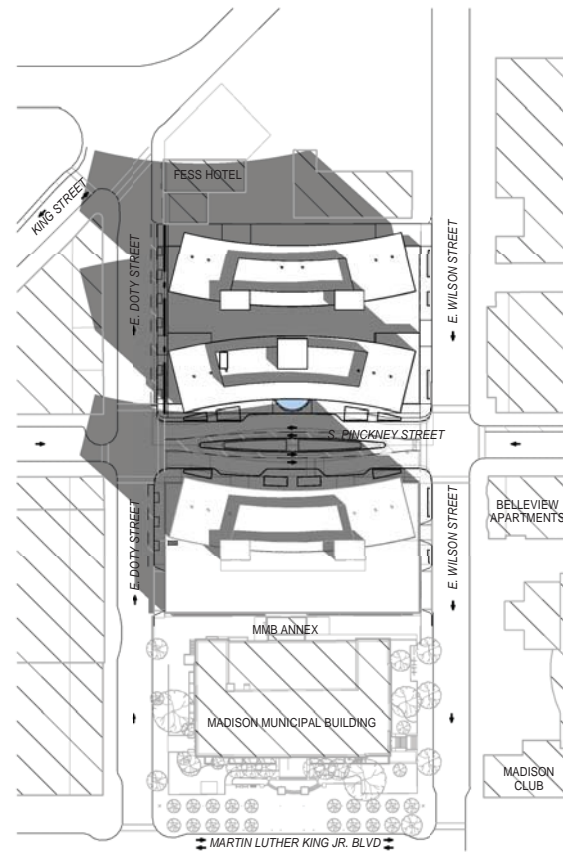 FESS HOTEL
KING STREET
E. DOTY STREET
E. WILSON STREET
S. PINCKNEY STREET
BELLEVIEW
APARTMENTS
E. DOTY STREET
E. WILSON STREET
MMB ANNEX
MADISON MUNICIPAL BUILDING
MADISON
CLUB
MARTIN LUTHER KING JR. BLVD